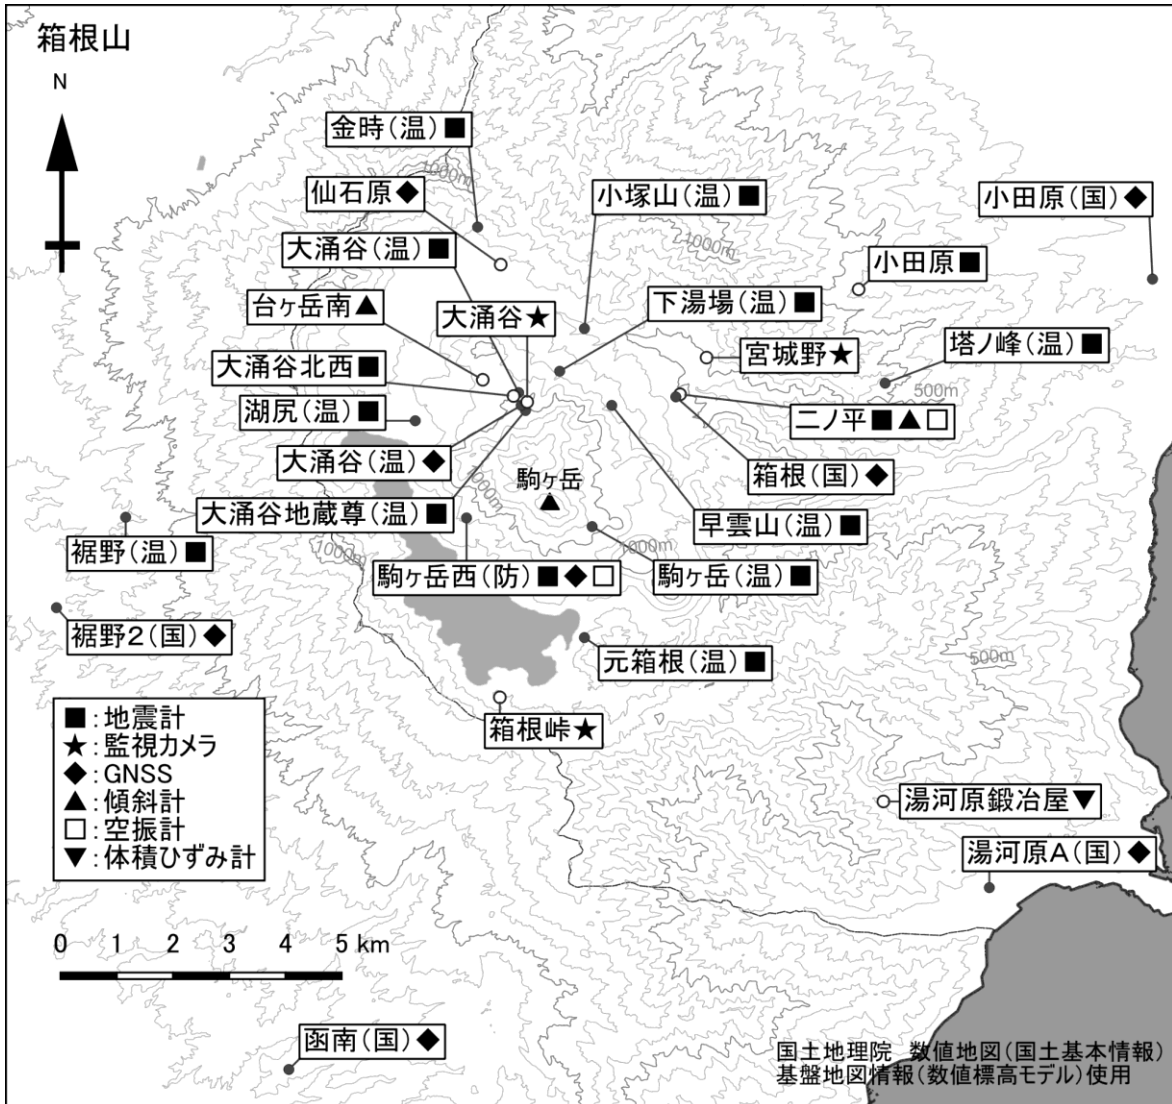 箱根山
N
金時(温)■
1000m
仙石原◆
小塚山(温)■
小田原(国)◆
大涌谷(温)■
1000m
小田原■
台ヶ岳南▲
大涌谷★
下湯場(温)■
大涌谷北西■
宮城野★
塔ノ峰(温)■
500m
湖尻(温)■
二ノ平■▲□
大涌谷(温)◆
箱根(国)◆
1000m
駒ヶ岳
▲
大涌谷地蔵尊(温)■
早雲山(温)■
裾野(温)■
1000m
1000m
駒ヶ岳西(防)■◆□
駒ヶ岳(温)■
裾野2(国)◆
元箱根(温)■
500m
箱根峠★
■:地震計
★:監視カメラ
◆:GNSS
▲:傾斜計
□:空振計
▼:体積ひずみ計
湯河原鍛冶屋▼
湯河原A(国)◆
0 1 2 3 4 5 km
函南(国)◆
国土地理院 数値地図(国土基本情報)
基盤地図情報(数値標高モデル)使用